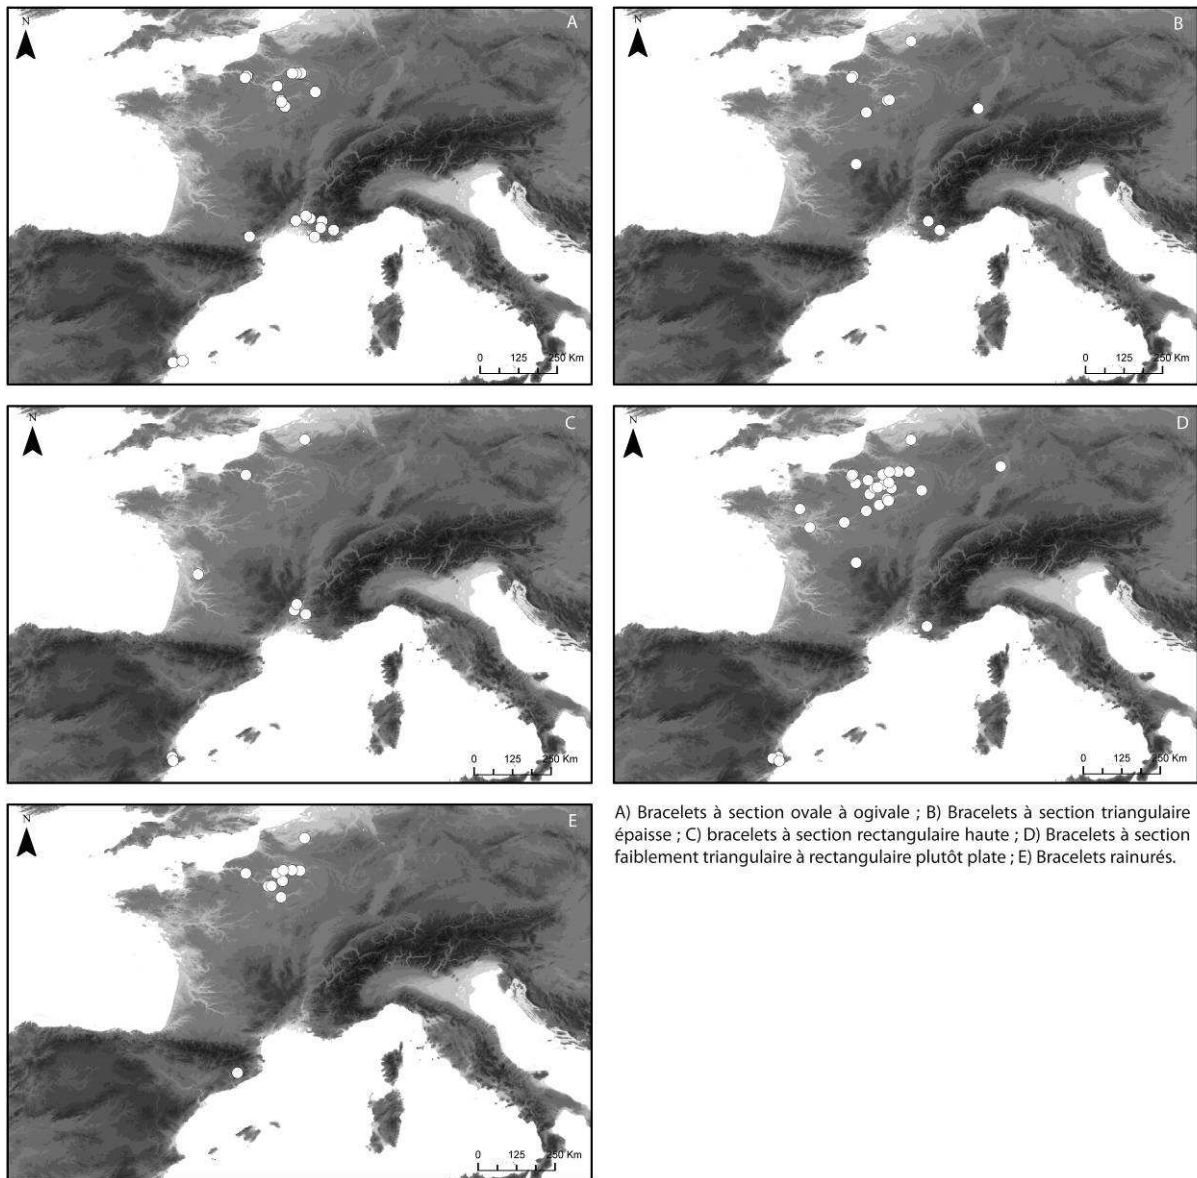 N
A
0 125 250 Km
N
B
0 125 250 Km
N
C
0 125 250 Km
N
D
0 125 250 Km
N
E
0 125 250 Km
A) Bracelets à section ovale à ogivale ; B) Bracelets à section triangulaire
épaisse ; C) bracelets à section rectangulaire haute ; D) Bracelets à section
faiblement triangulaire à rectangulaire plutôt plate ; E) Bracelets rainurés.